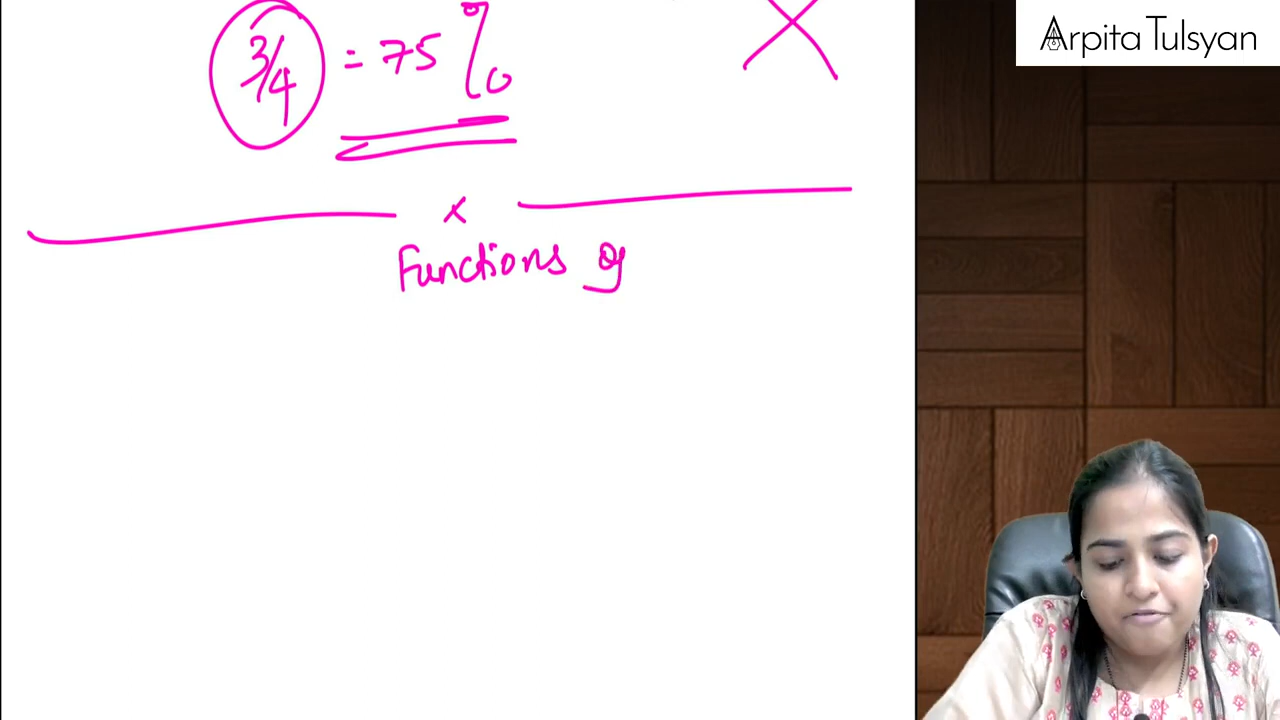 Arpita Tulsyan
3/4 = 75%
x
Functions of